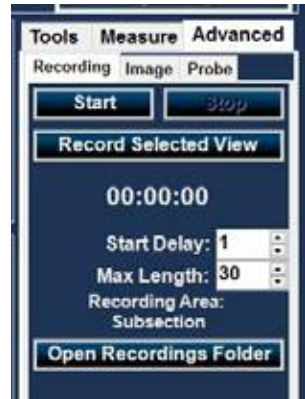 Tools Measure Advanced
Recording Image Probe
Start Stop
Record Selected View
00:00:00
Start Delay: 1
Max Length: 30
Recording Area:
Subsection
Open Recordings Folder